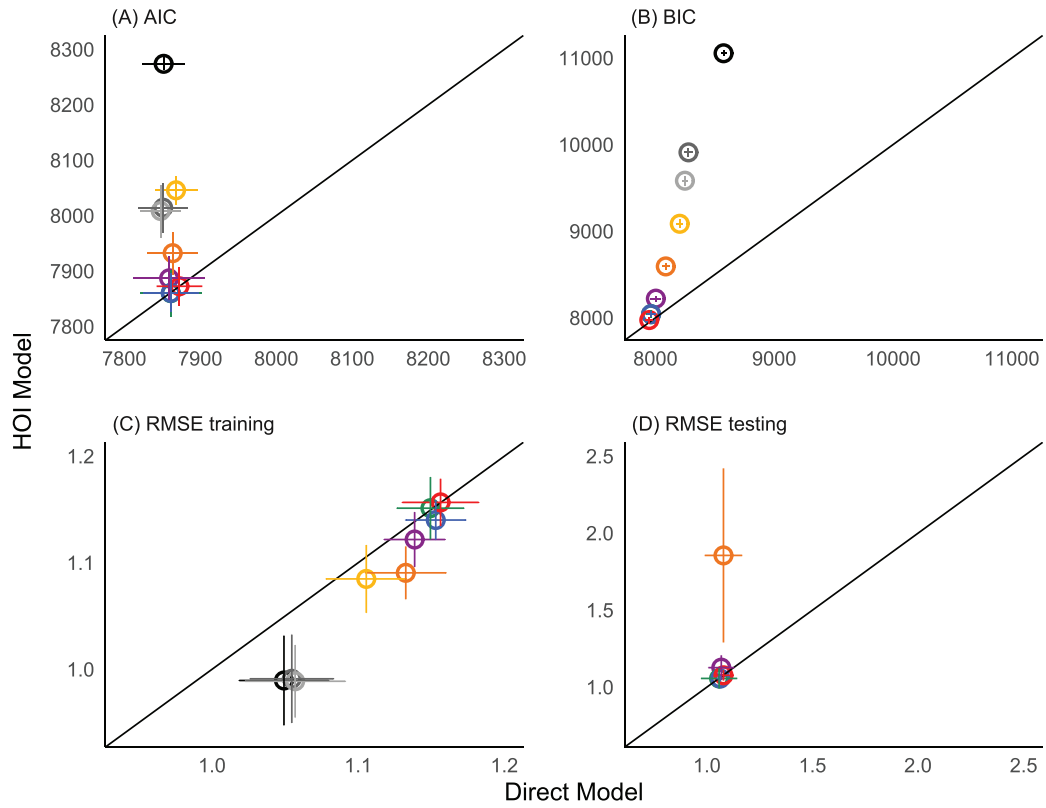 (A) AIC
8300
8200
8100
8000
7900
7800
7800 7900 8000 8100 8200 8300
(B) BIC
11000
10000
9000
8000
8000 9000 10000 11000
HOI Model
(C) RMSE training
1.2
1.1
1.0
1.0 1.1 1.2
(D) RMSE testing
2.5
2.0
1.5
1.0
1.0 1.5 2.0 2.5
Direct Model